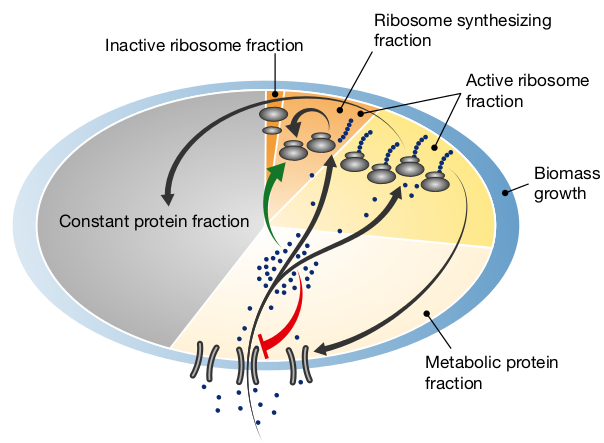 Ribosome synthesizing
fraction
Inactive ribosome fraction
Active ribosome
fraction
Biomass
growth
Constant protein fraction
Metabolic protein
fraction